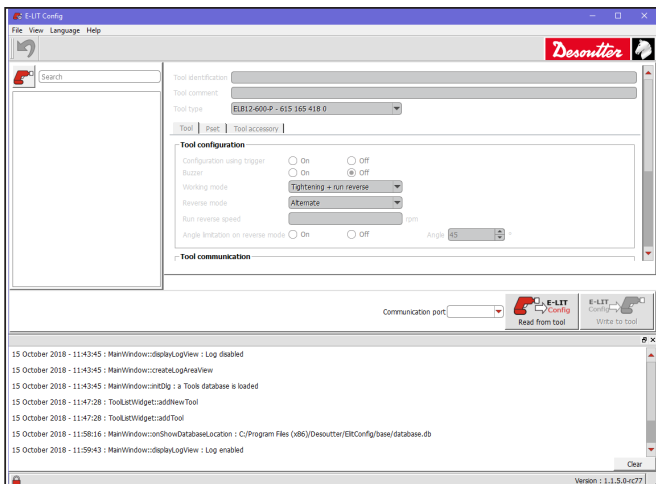 E-LIT Config
File View Language Help
Desoutter
Search
Tool identification
Tool comment
Tool type ELB12-600-P - 615 165 418 0
Tool Pset Tool accessory
Tool configuration
Configuration using trigger On Off
Buzzer On Off
Working mode Tightening + run reverse
Reverse mode Alternate
Run reverse speed rpm
Angle limitation on reverse mode On Off Angle 45 °
Tool communication
Communication port
E-LIT Config
Read from tool
E-LIT Config
Write to tool
15 October 2018 - 11:43:45 : MainWindow::displayLogView : Log disabled
15 October 2018 - 11:43:45 : MainWindow::createLogAreaView
15 October 2018 - 11:43:45 : MainWindow::initDlg : a Tools database is loaded
15 October 2018 - 11:47:28 : ToolListWidget::addNewTool
15 October 2018 - 11:47:28 : ToolListWidget::addTool
15 October 2018 - 11:58:16 : MainWindow::onShowDatabaseLocation : C:/Program Files (x86)/Desoutter/ElitConfig/base/database.db
15 October 2018 - 11:59:43 : MainWindow::displayLogView : Log enabled
Clear
Version : 1.1.5.0-rc77